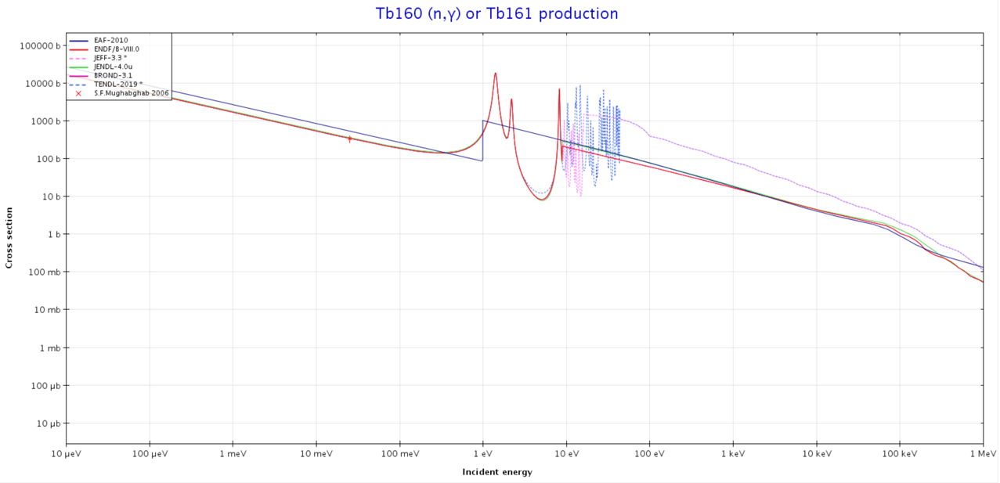 Tb160 (n,γ) or Tb161 production
EAF-2010
ENDF/B-VIII.0
JEFF-3.3 *
JENDL-4.0u
BROND-3.1
TENDL-2019 *
S.F.Mughabghab 2006
100000 b
10000 b
1000 b
100 b
10 b
1 b
100 mb
10 mb
1 mb
100 µb
10 µb
Cross section
10 µeV 100 µeV 1 meV 10 meV 100 meV 1 eV 10 eV 100 eV 1 keV 10 keV 100 keV 1 MeV
Incident energy